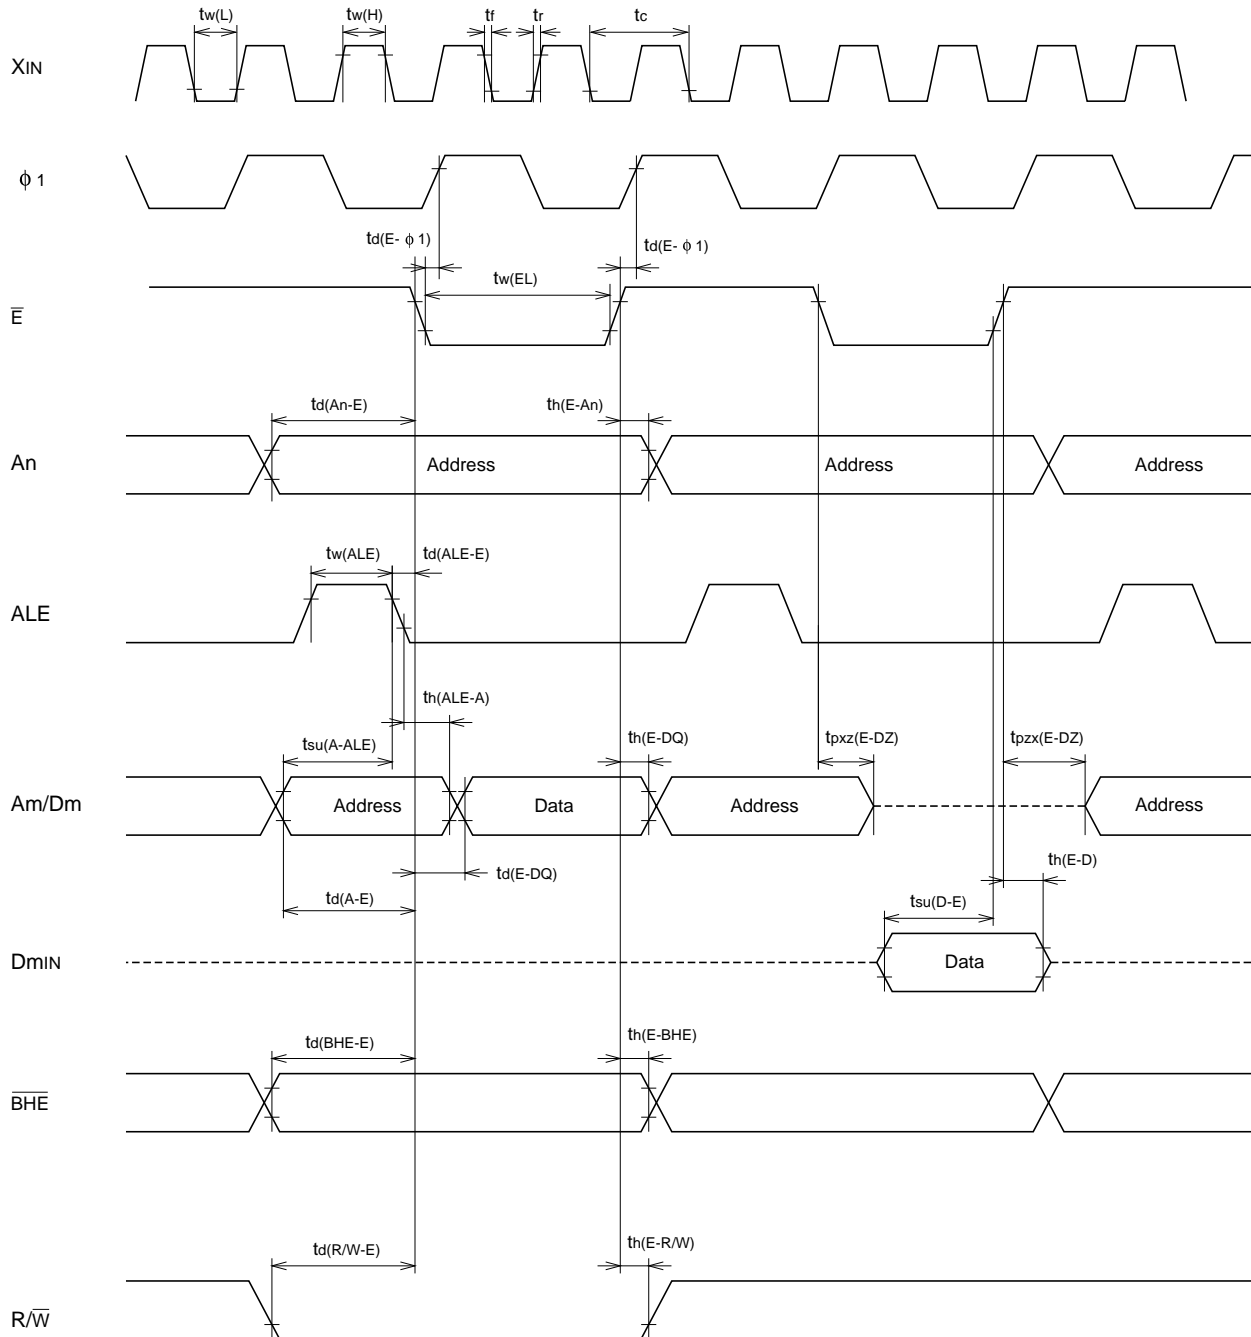 tw(L) tw(H) tf tr tc
XIN
ϕ 1
td(E- ϕ 1) td(E- ϕ 1)
tw(EL)
E̅
td(An-E) th(E-An)
An Address Address Address
tw(ALE) td(ALE-E)
ALE
th(ALE-A)
tsu(A-ALE) th(E-DQ) tpxz(E-DZ) tpzx(E-DZ)
Am/Dm Address Data Address Address
td(E-DQ) th(E-D)
td(A-E) tsu(D-E)
DmIN Data
td(BHE-E) th(E-BHE)
B̅H̅E̅
td(R/W-E) th(E-R/W)
R/W̅